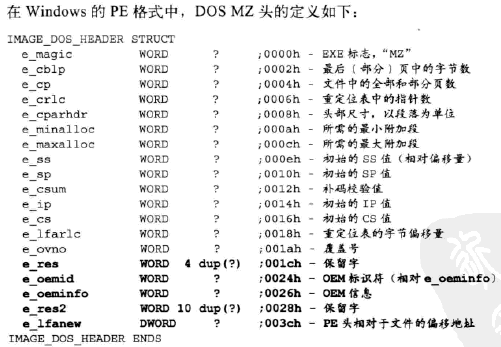 在 Windows 的 PE 格式中，DOS MZ 头的定义如下：
IMAGE_DOS_HEADER STRUCT
e_magic WORD ? ;0000h - EXE 标志，“MZ”
e_cblp WORD ? ;0002h - 最后（部分）页中的字节数
e_cp WORD ? ;0004h - 文件中的全部和部分页数
e_crlc WORD ? ;0006h - 重定位表中的指针数
e_cparhdr WORD ? ;0008h - 头部尺寸，以段落为单位
e_minalloc WORD ? ;000ah - 所需的最小附加段
e_maxalloc WORD ? ;000ch - 所需的最大附加段
e_ss WORD ? ;000eh - 初始的 SS 值（相对偏移量）
e_sp WORD ? ;0010h - 初始的 SP 值
e_csum WORD ? ;0012h - 补码校验值
e_ip WORD ? ;0014h - 初始的 IP 值
e_cs WORD ? ;0016h - 初始的 CS 值
e_lfarlc WORD ? ;0018h - 重定位表的字节偏移量
e_ovno WORD ? ;001ah - 覆盖号
e_res WORD 4 dup(?) ;001ch - 保留字
e_oemid WORD ? ;0024h - OEM 标识符（相对 e_oeminfo）
e_oeminfo WORD ? ;0026h - OEM 信息
e_res2 WORD 10 dup(?) ;0028h - 保留字
e_lfanew DWORD ? ;003ch - PE 头相对于文件的偏移地址
IMAGE_DOS_HEADER ENDS